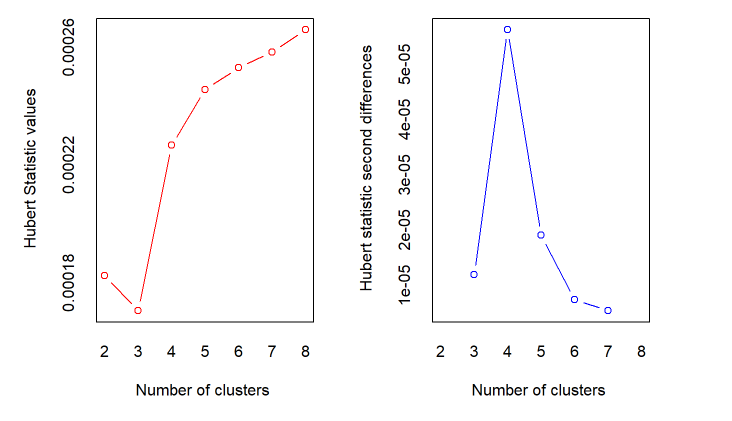 Hubert Statistic values
0.00018 0.00022 0.00026
2 3 4 5 6 7 8
Number of clusters
Hubert statistic second differences
1e-05 2e-05 3e-05 4e-05 5e-05
2 3 4 5 6 7 8
Number of clusters